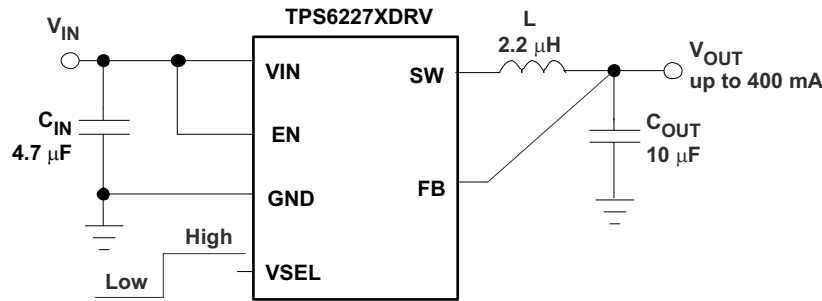 TPS6227XDRV
V_IN
L
2.2 μH
V_OUT
up to 400 mA
VIN
SW
C_IN
4.7 μF
EN
C_OUT
10 μF
GND
FB
High
Low
VSEL